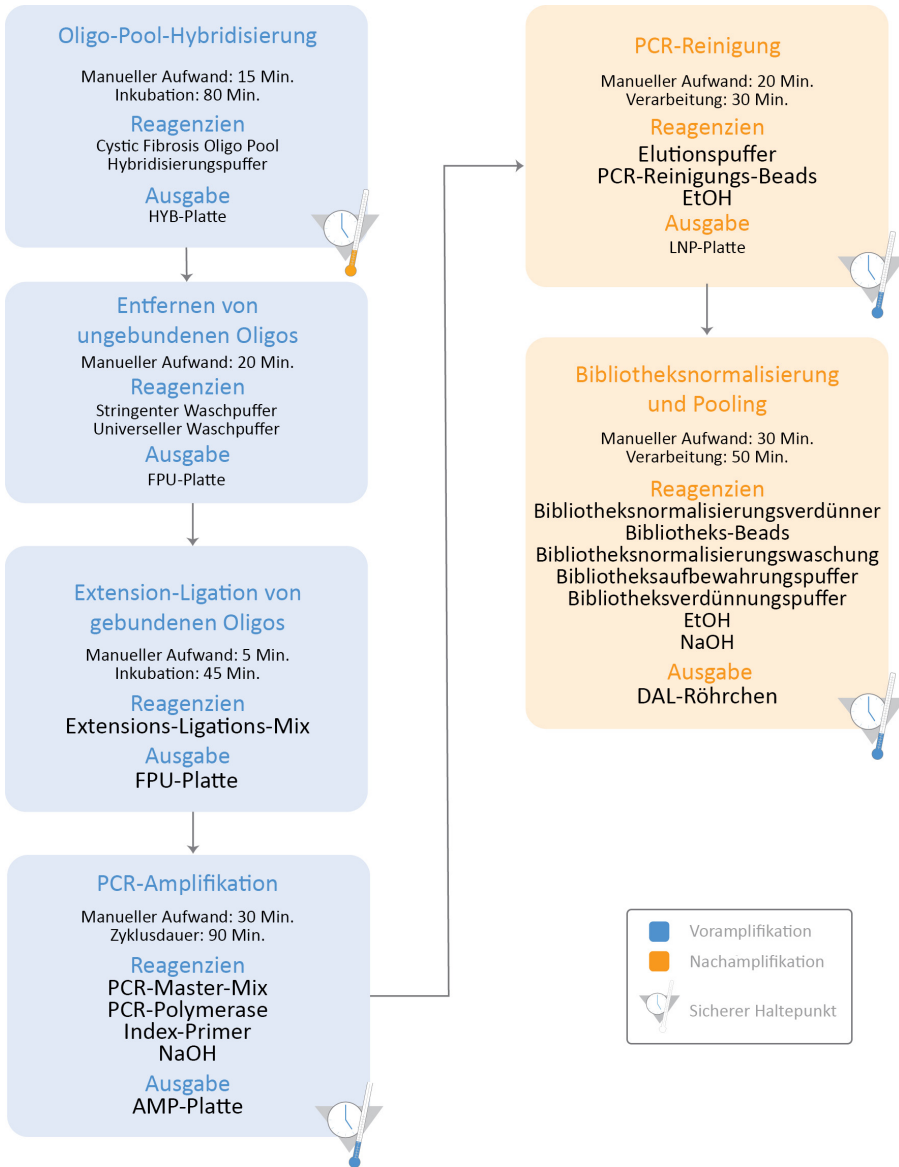 Oligo-Pool-Hybridisierung
Manueller Aufwand: 15 Min.
Inkubation: 80 Min.
Reagenzien
Cystic Fibrosis Oligo Pool
Hybridisierungspuffer
Ausgabe
HYB-Platte
Entfernen von
ungebundenen Oligos
Manueller Aufwand: 20 Min.
Reagenzien
Stringenter Waschpuffer
Universeller Waschpuffer
Ausgabe
FPU-Platte
Extension-Ligation von
gebundenen Oligos
Manueller Aufwand: 5 Min.
Inkubation: 45 Min.
Reagenzien
Extensions-Ligations-Mix
Ausgabe
FPU-Platte
PCR-Amplifikation
Manueller Aufwand: 30 Min.
Zyklusdauer: 90 Min.
Reagenzien
PCR-Master-Mix
PCR-Polymerase
Index-Primer
NaOH
Ausgabe
AMP-Platte
PCR-Reinigung
Manueller Aufwand: 20 Min.
Verarbeitung: 30 Min.
Reagenzien
Elutionspuffer
PCR-Reinigungs-Beads
EtOH
Ausgabe
LNP-Platte
Bibliotheksnormalisierung
und Pooling
Manueller Aufwand: 30 Min.
Verarbeitung: 50 Min.
Reagenzien
Bibliotheksnormalisierungsverdünner
Bibliotheks-Beads
Bibliotheksnormalisierungswaschung
Bibliotheksaufbewahrungspuffer
Bibliotheksverdünnungspuffer
EtOH
NaOH
Ausgabe
DAL-Röhrchen
Voramplifikation
Nachamplifikation
Sicherer Haltepunkt